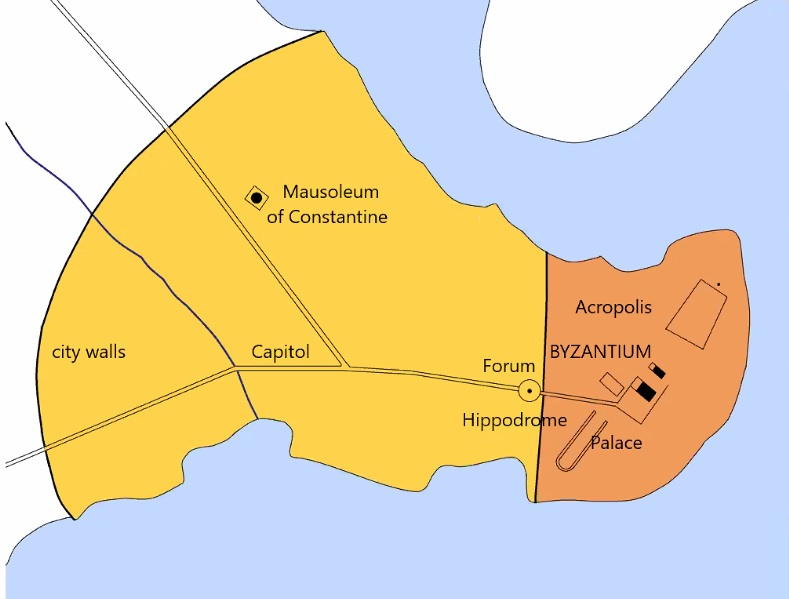 Mausoleum
of Constantine
Acropolis
city walls
Capitol
Forum
BYZANTIUM
Hippodrome
Palace